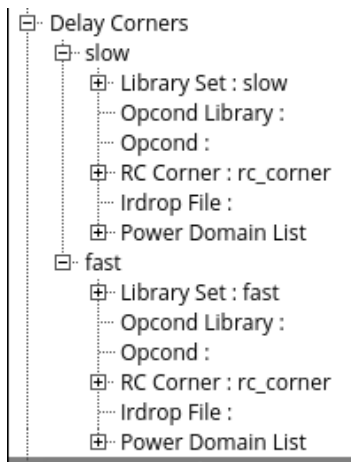 Delay Corners
slow
Library Set : slow
Opcond Library :
Opcond :
RC Corner : rc_corner
Irdrop File :
Power Domain List
fast
Library Set : fast
Opcond Library :
Opcond :
RC Corner : rc_corner
Irdrop File :
Power Domain List